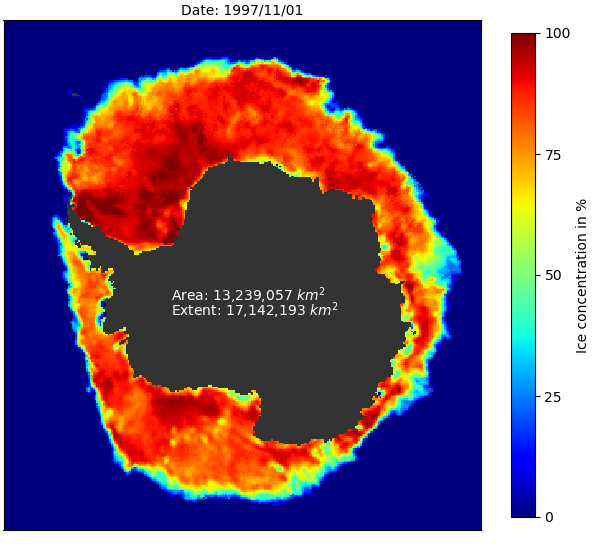 Date: 1997/11/01
100
75
50
25
0
Ice concentration in %
Area: 13,239,057 km²
Extent: 17,142,193 km²